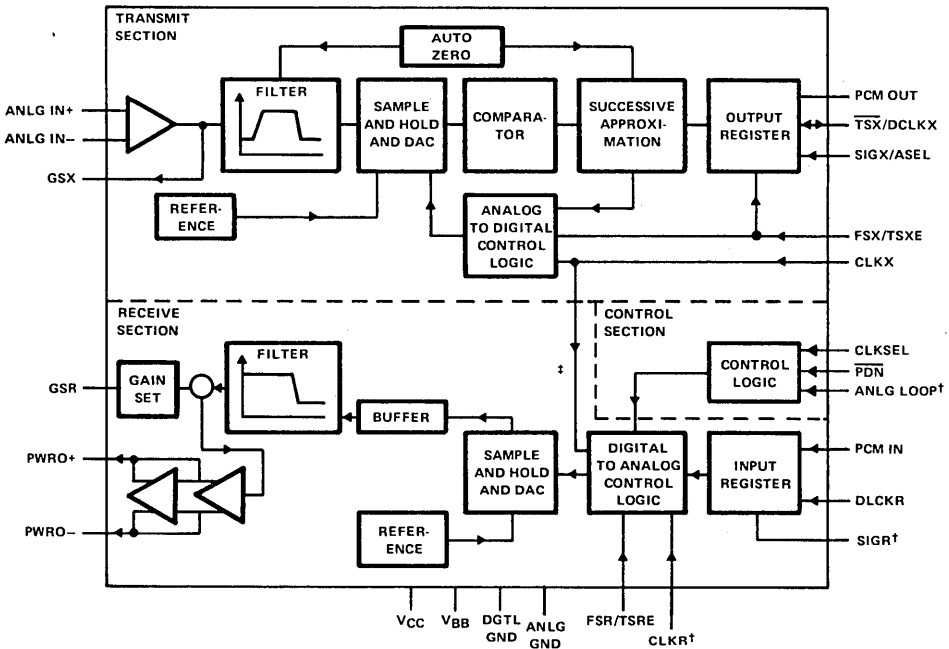 TRANSMIT
SECTION
AUTO
ZERO
FILTER
SAMPLE
AND HOLD
AND DAC
COMPARA-
TOR
SUCCESSIVE
APPROXI-
MATION
OUTPUT
REGISTER
ANLG IN+
ANLG IN−
GSX
PCM OUT
TSX/DCLKX
SIGX/ASEL
REFER-
ENCE
ANALOG
TO DIGITAL
CONTROL
LOGIC
FSX/TSXE
CLKX
RECEIVE
SECTION
CONTROL
SECTION
FILTER
GAIN
SET
GSR
BUFFER
‡
CONTROL
LOGIC
CLKSEL
PDN
ANLG LOOP†
PWRO+
PWRO−
SAMPLE
AND HOLD
AND DAC
DIGITAL
TO ANALOG
CONTROL
LOGIC
INPUT
REGISTER
PCM IN
DLCKR
SIGR†
REFER-
ENCE
VCC
VBB
DGTL
GND
ANLG
GND
FSR/TSRE
CLKR†